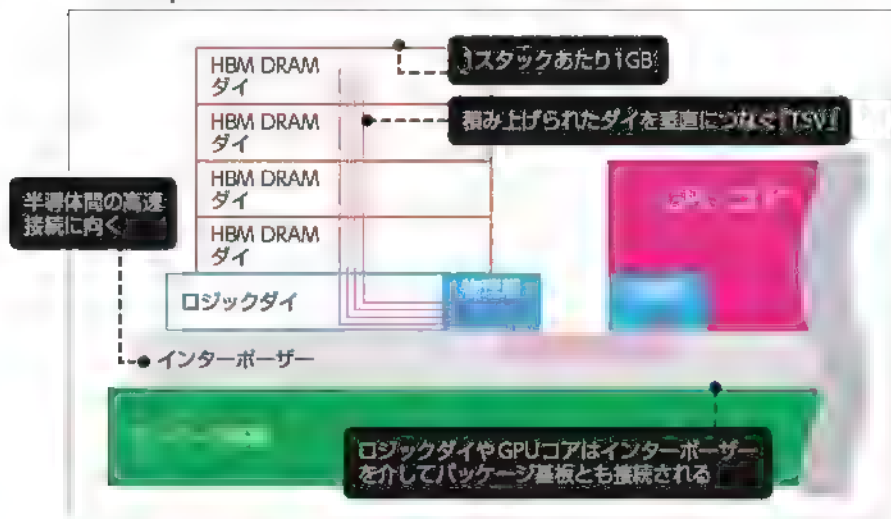 1スタックあたり1GB
HBM DRAM
ダイ
積み上げられたダイを垂直につなぐ「TSV」
HBM DRAM
ダイ
HBM DRAM
ダイ
半導体間の高速
接続に向く
HBM DRAM
ダイ
ロジックダイ
インターポーザー
ロジックダイやGPUコアはインターポーザー
を介してパッケージ基板とも接続される